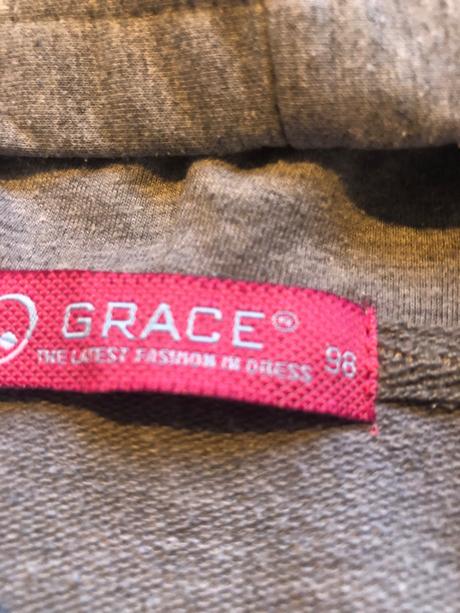 GRACE®
THE LATEST FASHION IN DRESS
98